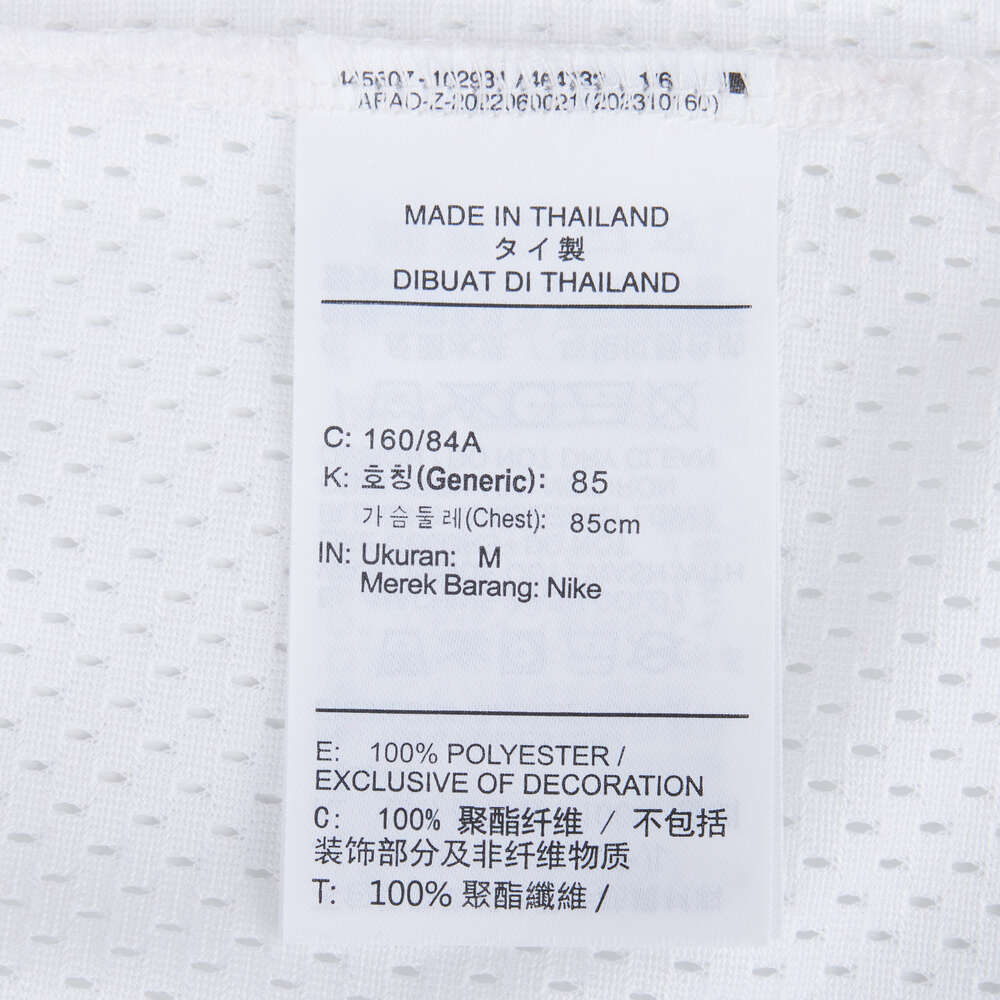 MADE IN THAILAND
タイ製
DIBUAT DI THAILAND
C: 160/84A
K: 호칭(Generic): 85
가슴둘레(Chest): 85cm
IN: Ukuran: M
Merek Barang: Nike
E: 100% POLYESTER /
EXCLUSIVE OF DECORATION
C: 100% 聚酯纤维 / 不包括
装饰部分及非纤维物质
T: 100% 聚酯纖維 /